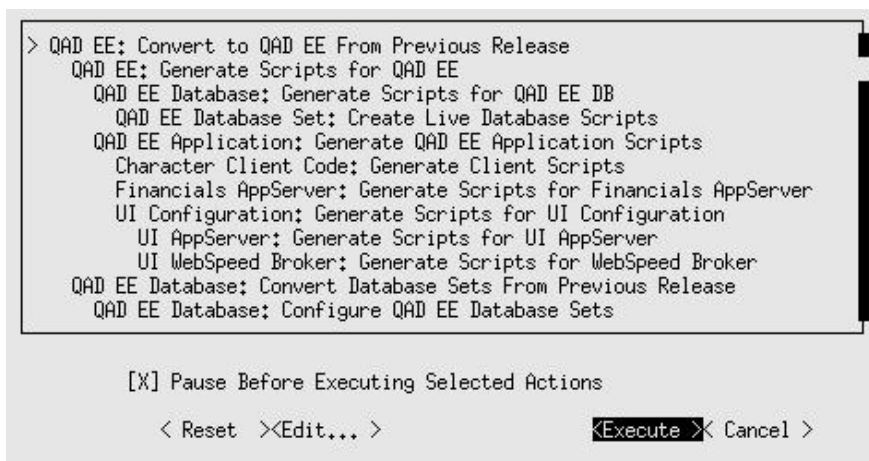 > QAD EE: Convert to QAD EE From Previous Release
QAD EE: Generate Scripts for QAD EE
QAD EE Database: Generate Scripts for QAD EE DB
QAD EE Database Set: Create Live Database Scripts
QAD EE Application: Generate QAD EE Application Scripts
Character Client Code: Generate Client Scripts
Financials AppServer: Generate Scripts for Financials AppServer
UI Configuration: Generate Scripts for UI Configuration
UI AppServer: Generate Scripts for UI AppServer
UI WebSpeed Broker: Generate Scripts for WebSpeed Broker
QAD EE Database: Convert Database Sets From Previous Release
QAD EE Database: Configure QAD EE Database Sets
[X] Pause Before Executing Selected Actions
< Reset ><Edit... > <Execute >< Cancel >